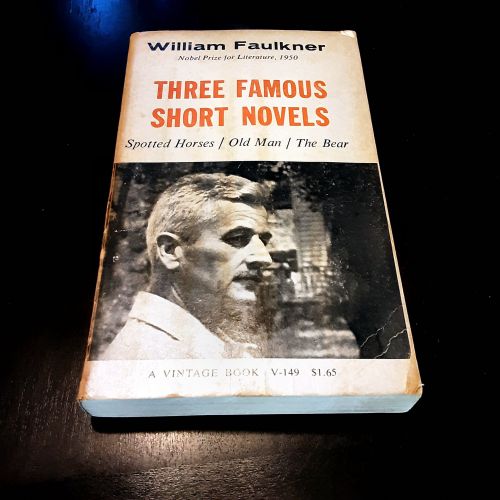 William Faulkner
Nobel Prize for Literature, 1950
THREE FAMOUS
SHORT NOVELS
Spotted Horses / Old Man / The Bear
A VINTAGE BOOK V-149 $1.65